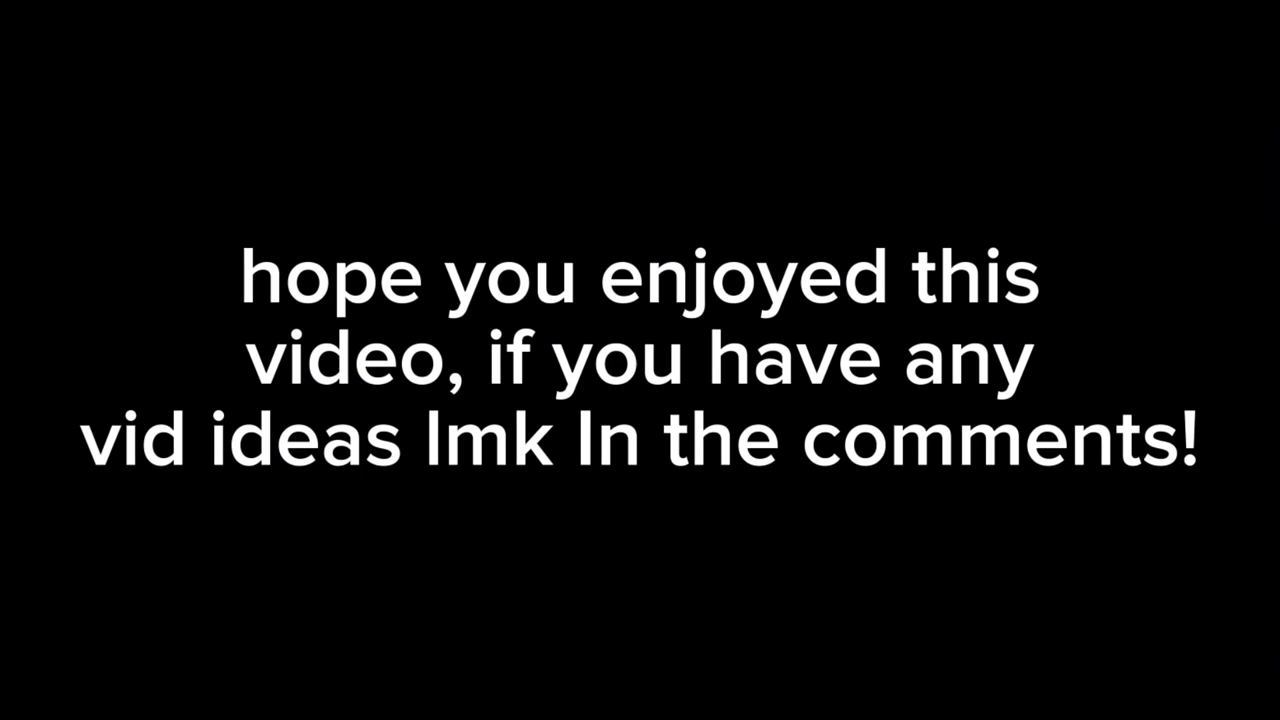 hope you enjoyed this
video, if you have any
vid ideas lmk In the comments!